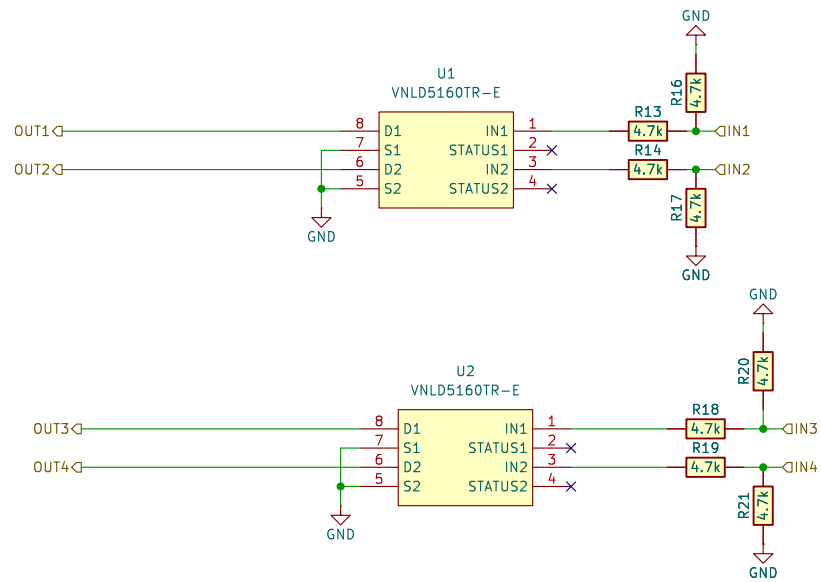 GND
R16
4.7k
U1
VNLD5160TR-E
R13
4.7k
OUT1
8 D1 IN1 1
IN1
7 S1 STATUS1 2
R14
OUT2
6 D2 IN2 3
4.7k
IN2
5 S2 STATUS2 4
R17
4.7k
GND
GND
GND
R20
4.7k
U2
VNLD5160TR-E
R18
4.7k
OUT3
8 D1 IN1 1
IN3
7 S1 STATUS1 2
R19
OUT4
6 D2 IN2 3
4.7k
IN4
5 S2 STATUS2 4
R21
4.7k
GND
GND